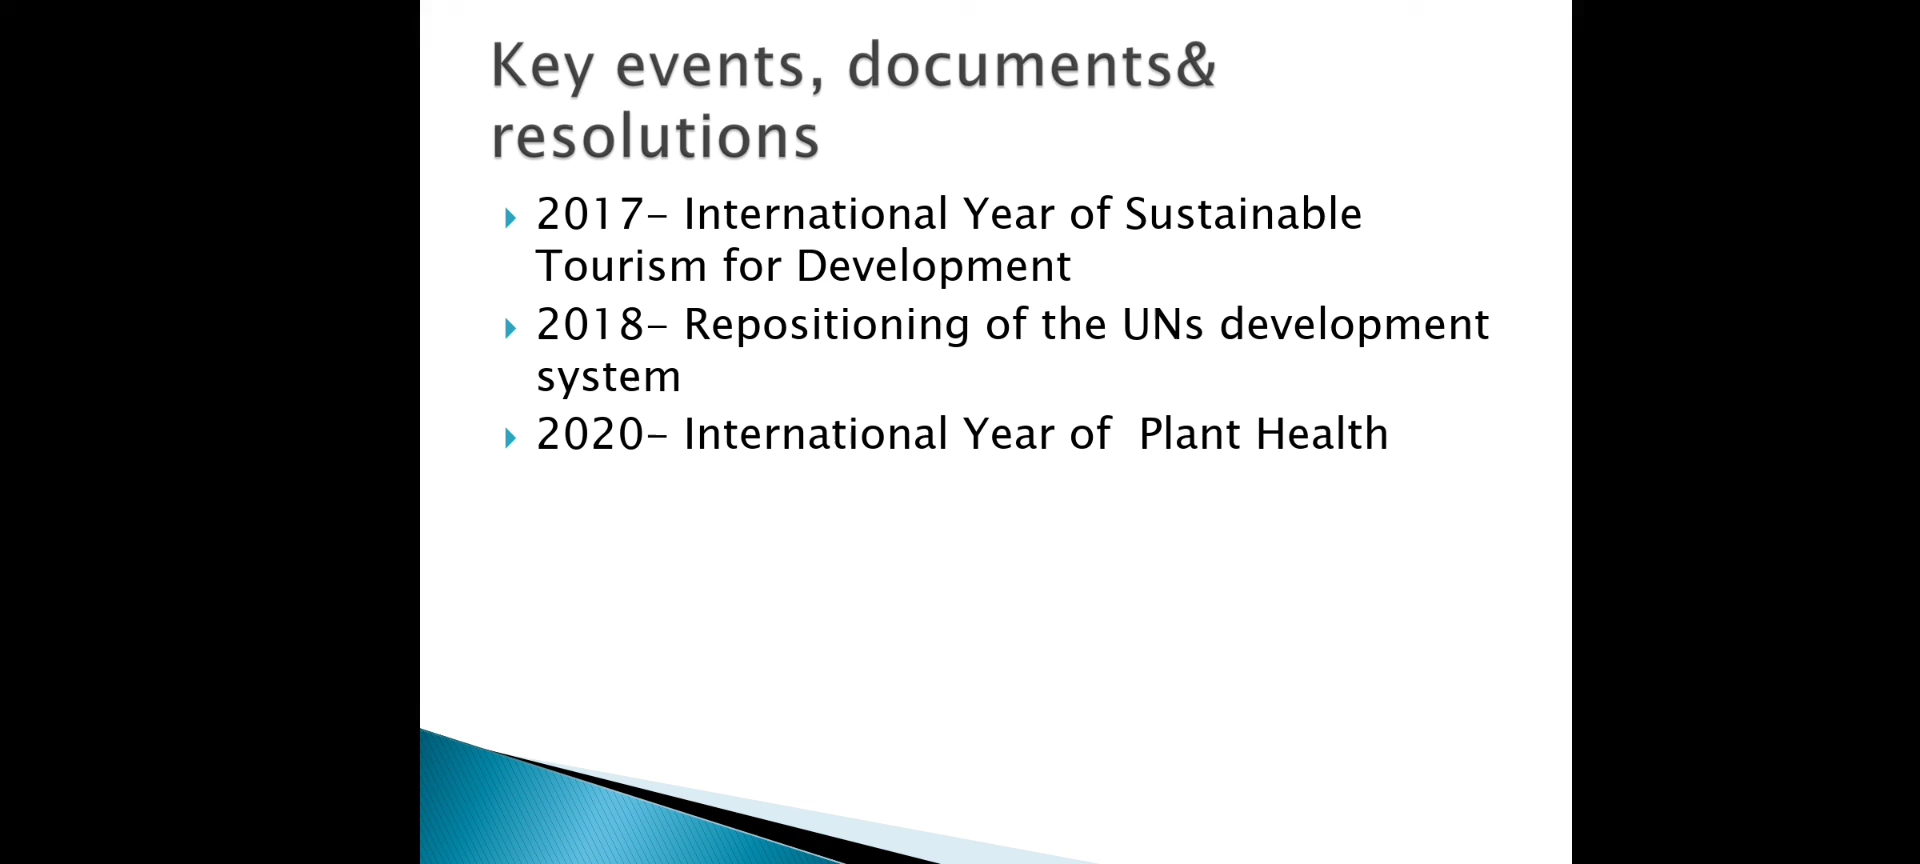 Key events, documents&
resolutions
2017- International Year of Sustainable
Tourism for Development
2018- Repositioning of the UNs development
system
2020- International Year of  Plant Health